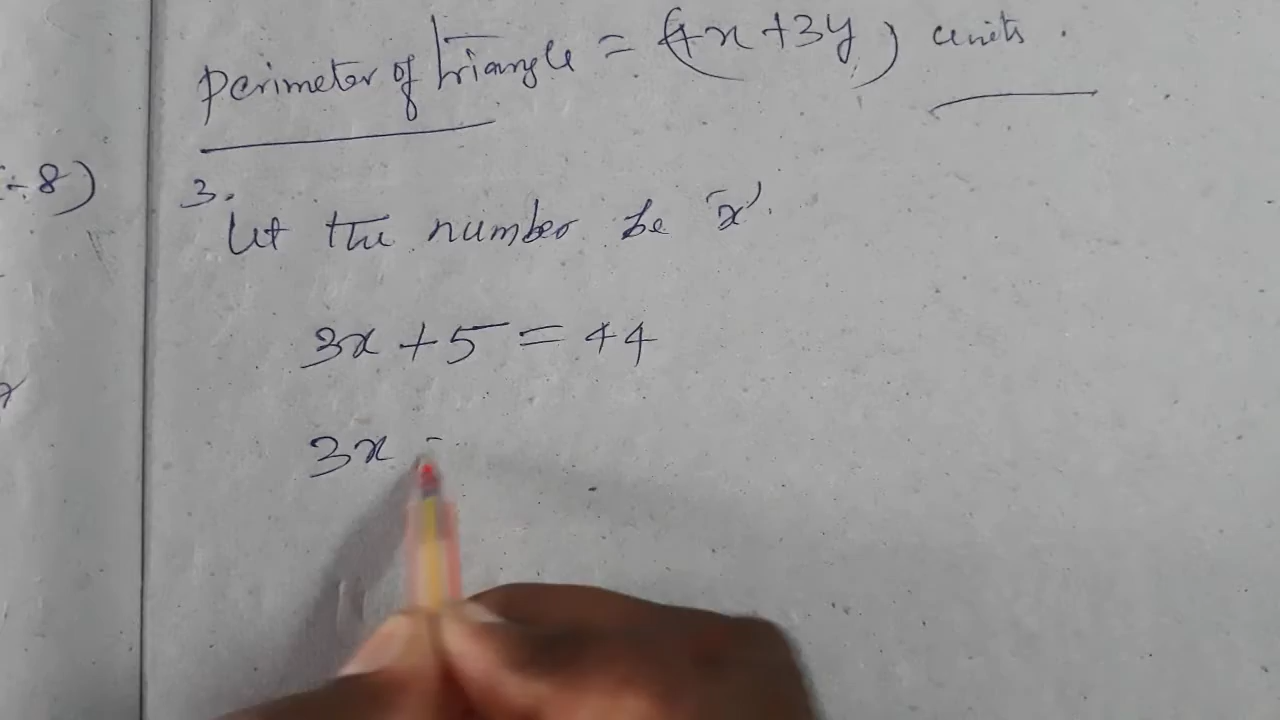 ÷8)
perimeter of triangle = (4x+3y) units.
3.
Let the number be 'x'.
3x+5=44
3x =